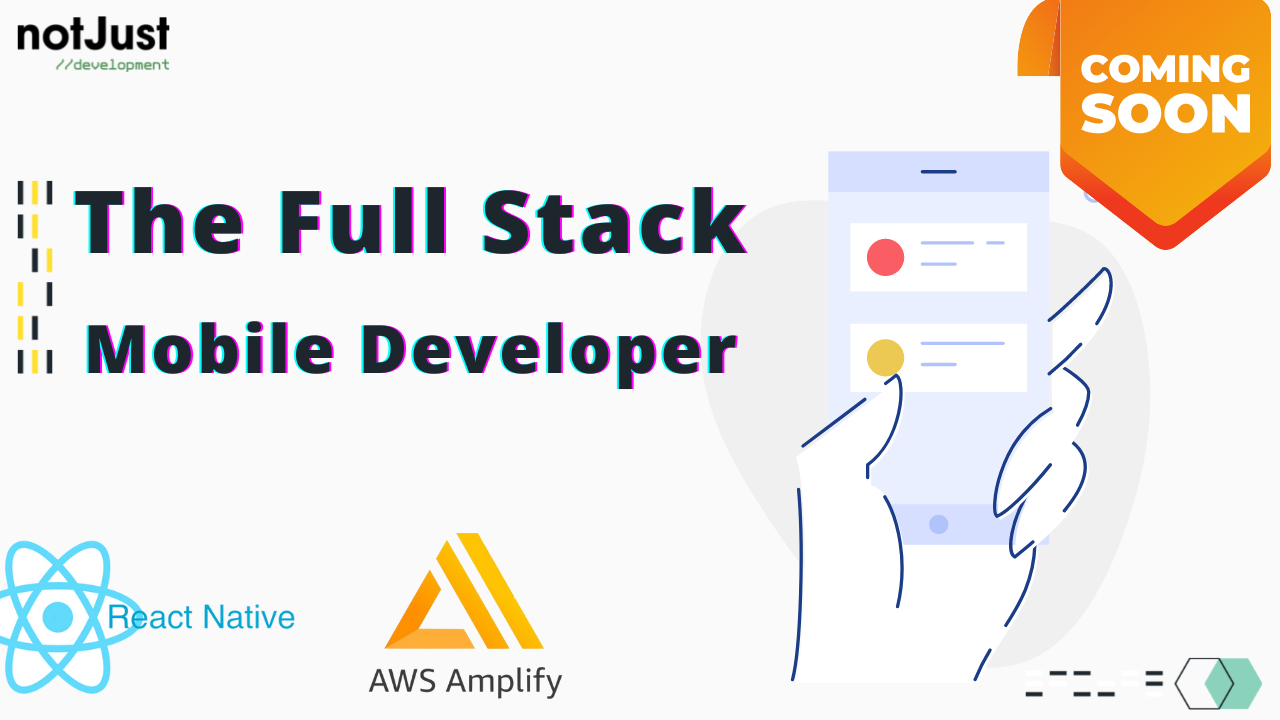 notJust
//development
COMING
SOON
The Full Stack
Mobile Developer
React Native
AWS Amplify